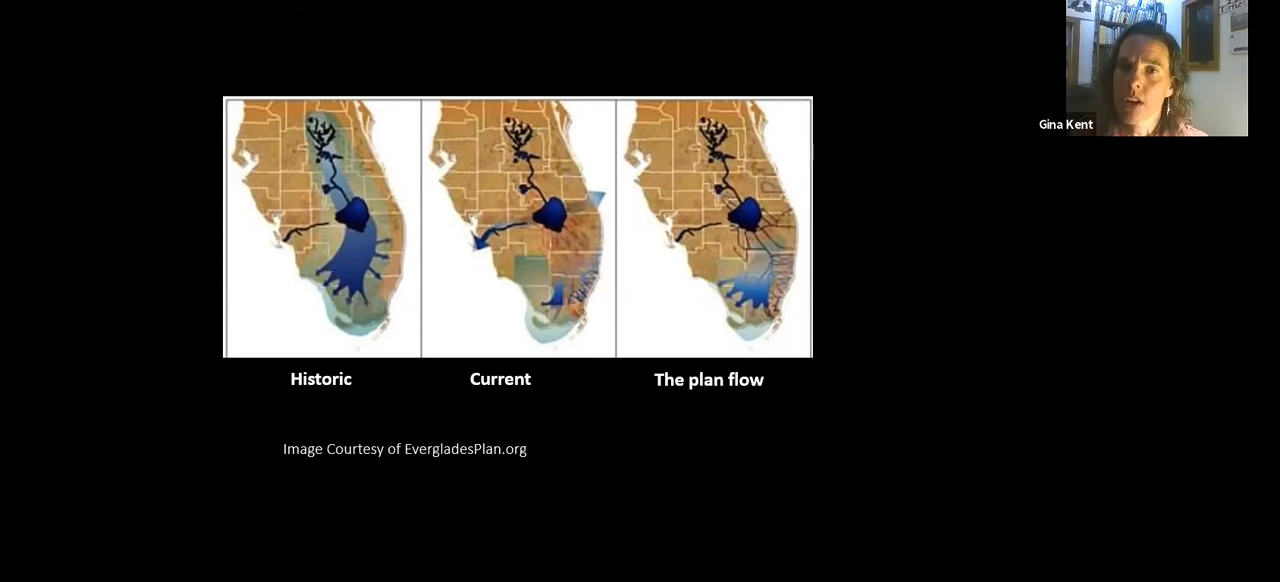 Gina Kent
Historic
Current
The plan flow
Image Courtesy of EvergladesPlan.org